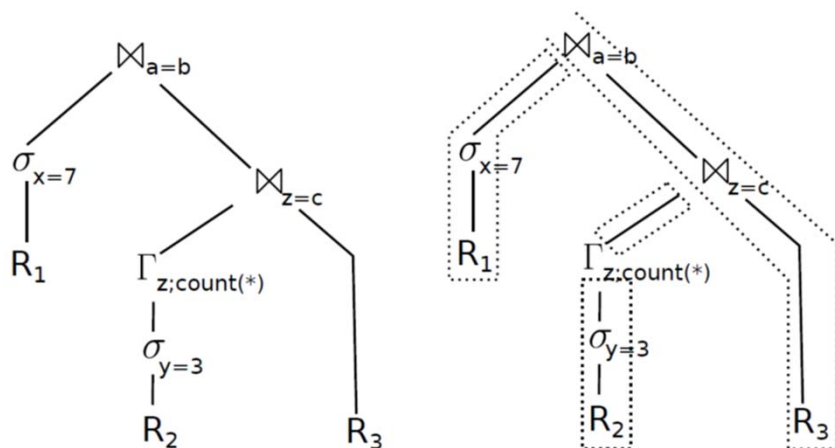 ⋈a=b
σx=7
⋈z=c
R1
Γz;count(*)
σy=3
R2
R3
⋈a=b
σx=7
⋈z=c
R1
Γz;count(*)
σy=3
R2
R3